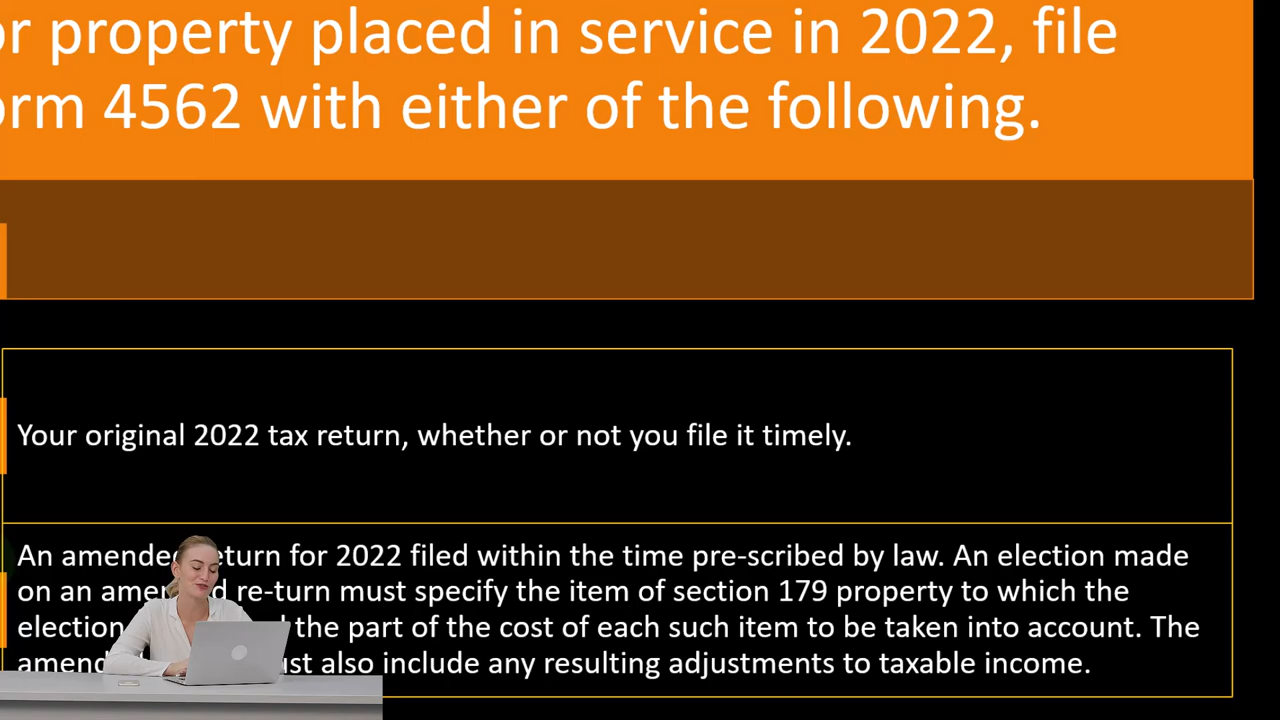 or property placed in service in 2022, file
orm 4562 with either of the following.
Your original 2022 tax return, whether or not you file it timely.
An amended return for 2022 filed within the time pre-scribed by law. An election made
on an amended re-turn must specify the item of section 179 property to which the
election the part of the cost of each such item to be taken into account. The
must also include any resulting adjustments to taxable income.